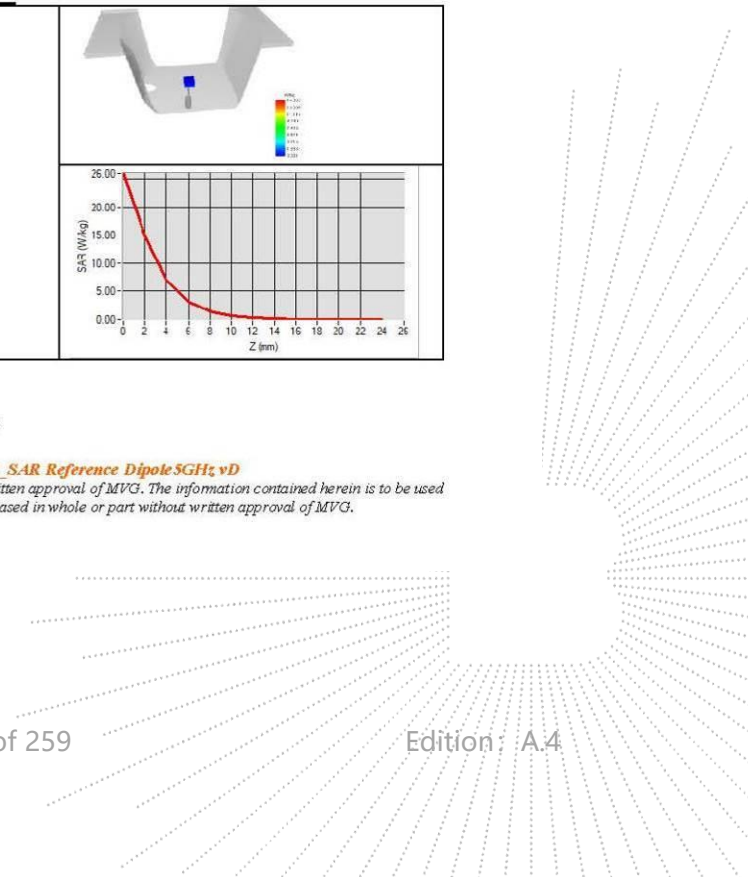 26.00
20.00
15.00
10.00
5.00
0.00
SAR (W/kg)
0 2 4 6 8 10 12 14 16 18 20 22 24 26
Z (mm)
_SAR Reference Dipole 5GHz vD
tten approval of MVG. The information contained herein is to be used
ased in whole or part without written approval of MVG.
of 259
Edition: A.4